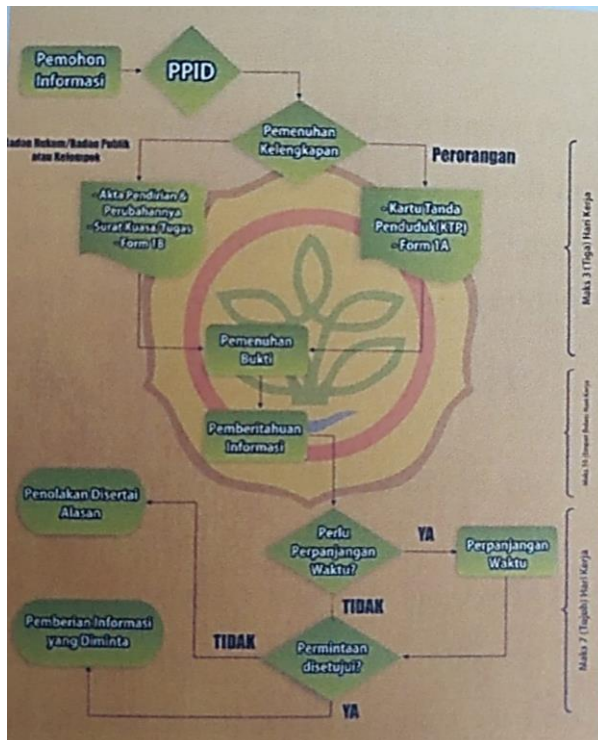 Pemohon
Informasi
PPID
Pemenuhan
Kelengkapan
Badan Hukum/Badan Publik
atau Kelompok
Perorangan
- Akta Pendirian &
Perubahannya
- Surat Kuasa/Tugas
- Form 1B
- Kartu Tanda
Penduduk(KTP)
- Form 1A
Maks 3 (Tiga) Hari Kerja
Pemenuhan
Bukti
Pemberitahuan
Informasi
Penolakan Disertai
Alasan
Perlu
Perpanjangan
Waktu?
YA
Perpanjangan
Waktu
TIDAK
Pemberian Informasi
yang Diminta
TIDAK
Permintaan
disetujui?
YA
Maks 7 (Tujuh) Hari Kerja